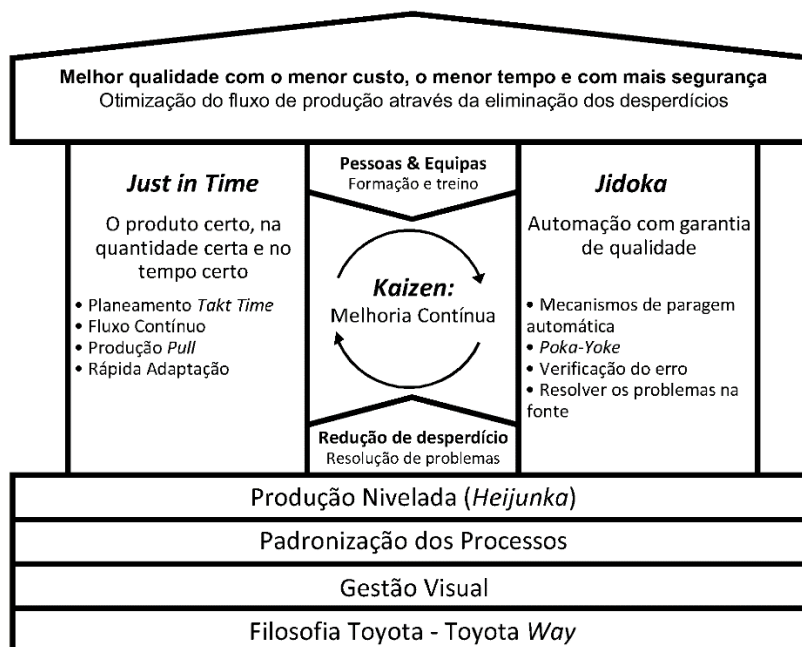 Melhor qualidade com o menor custo, o menor tempo e com mais segurança
Otimização do fluxo de produção através da eliminação dos desperdícios
Just in Time
O produto certo, na
quantidade certa e no
tempo certo
• Planeamento Takt Time
• Fluxo Contínuo
• Produção Pull
• Rápida Adaptação
Pessoas & Equipas
Formação e treino
Kaizen:
Melhoria Contínua
Redução de desperdício
Resolução de problemas
Jidoka
Automação com garantia
de qualidade
• Mecanismos de paragem
automática
• Poka-Yoke
• Verificação do erro
• Resolver os problemas na
fonte
Produção Nivelada (Heijunka)
Padronização dos Processos
Gestão Visual
Filosofia Toyota - Toyota Way